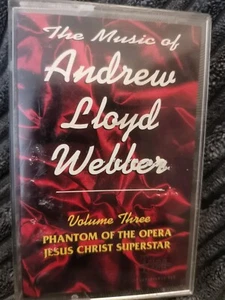 The Music of
Andrew
Lloyd
Webber
Volume Three
PHANTOM OF THE OPERA
JESUS CHRIST SUPERSTAR